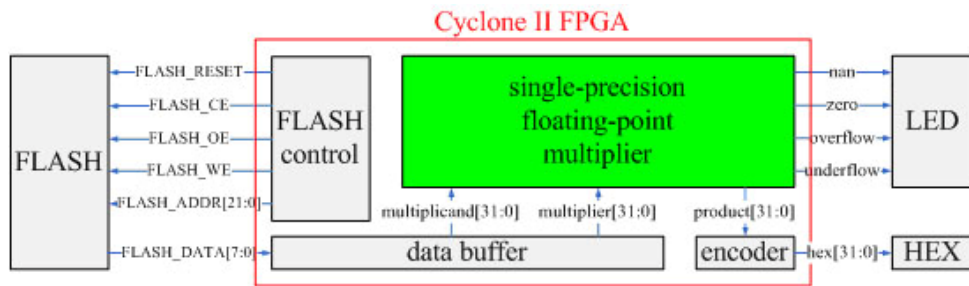 Cyclone II FPGA
FLASH
FLASH_RESET
FLASH_CE
FLASH_OE
FLASH_WE
FLASH_ADDR[21:0]
FLASH_DATA[7:0]
FLASH
control
single-precision
floating-point
multiplier
nan
zero
overflow
underflow
LED
multiplicand[31:0]
multiplier[31:0]
product[31:0]
data buffer
encoder
hex[31:0]
HEX